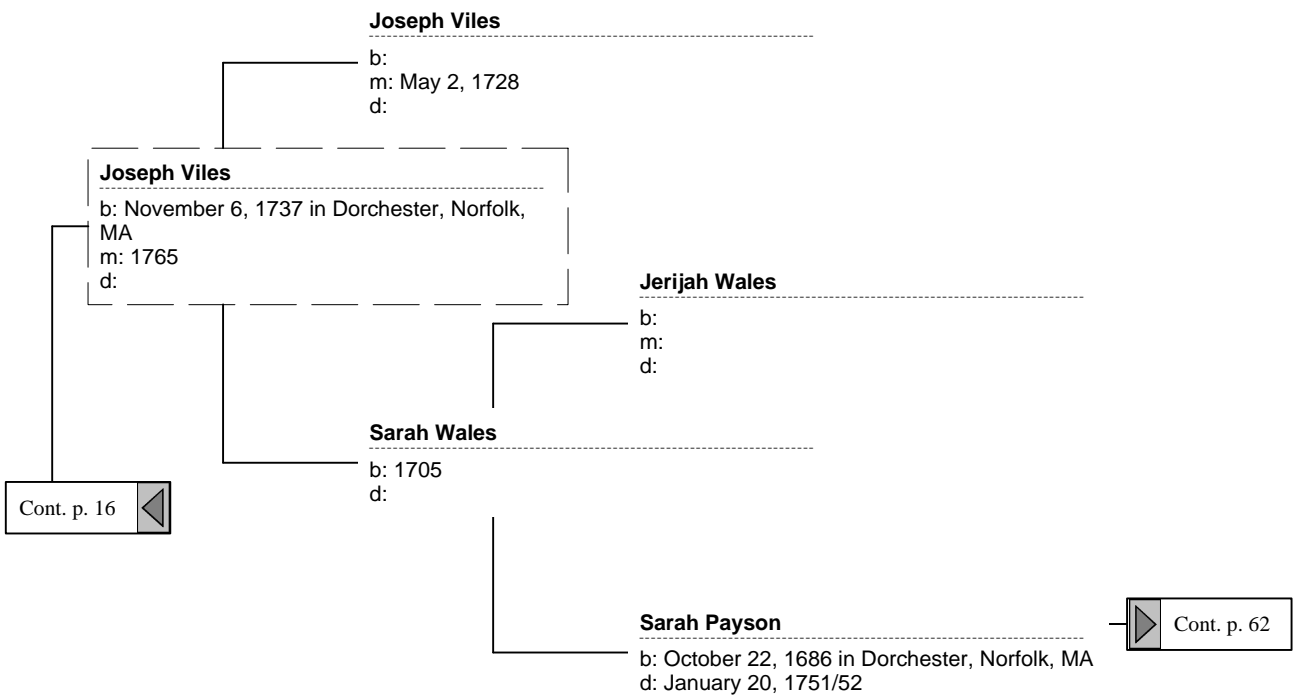 Joseph Viles
b:
m: May 2, 1728
d:
Joseph Viles
b: November 6, 1737 in Dorchester, Norfolk,
MA
m: 1765
d:
Jerijah Wales
b:
m:
d:
Sarah Wales
b: 1705
d:
Cont. p. 16
Sarah Payson
b: October 22, 1686 in Dorchester, Norfolk, MA
d: January 20, 1751/52
Cont. p. 62